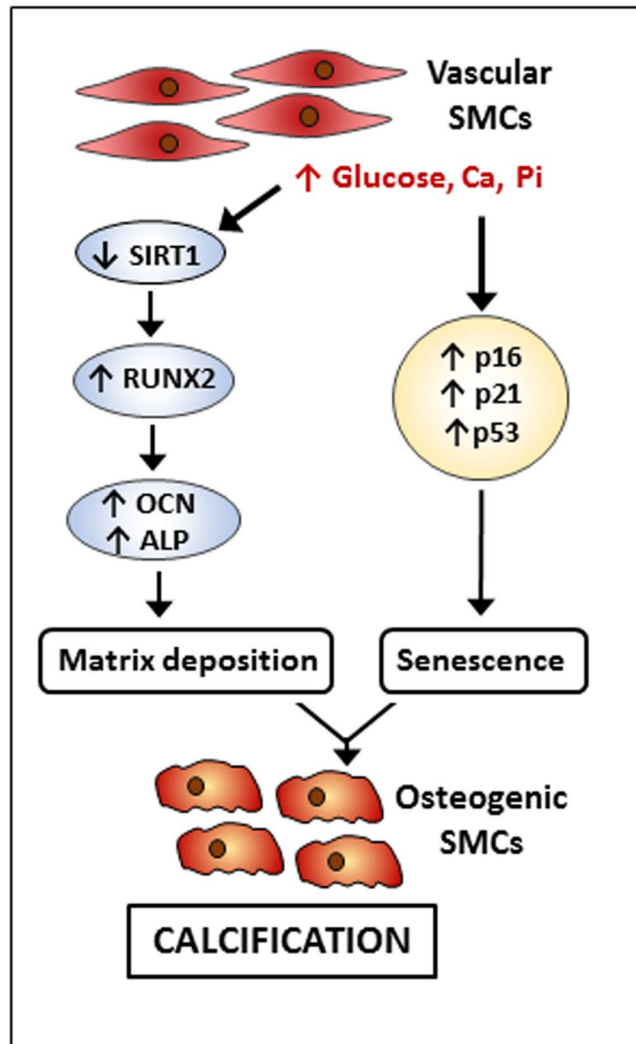 Vascular
SMCs
↑ Glucose, Ca, Pi
↓ SIRT1
↑ RUNX2
↑ OCN
↑ ALP
↑ p16
↑ p21
↑p53
Matrix deposition
Senescence
Osteogenic
SMCs
CALCIFICATION